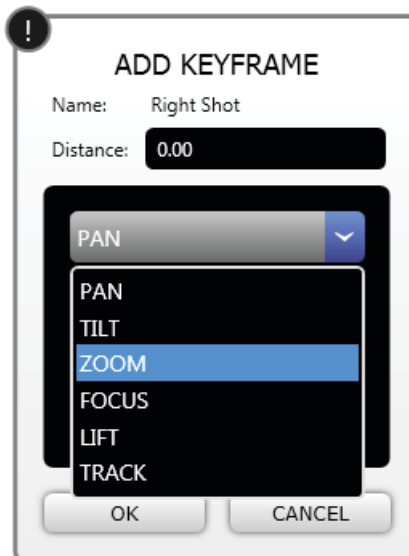 !
ADD KEYFRAME
Name: Right Shot
Distance: 0.00
PAN
PAN
TILT
ZOOM
FOCUS
LIFT
TRACK
OK CANCEL